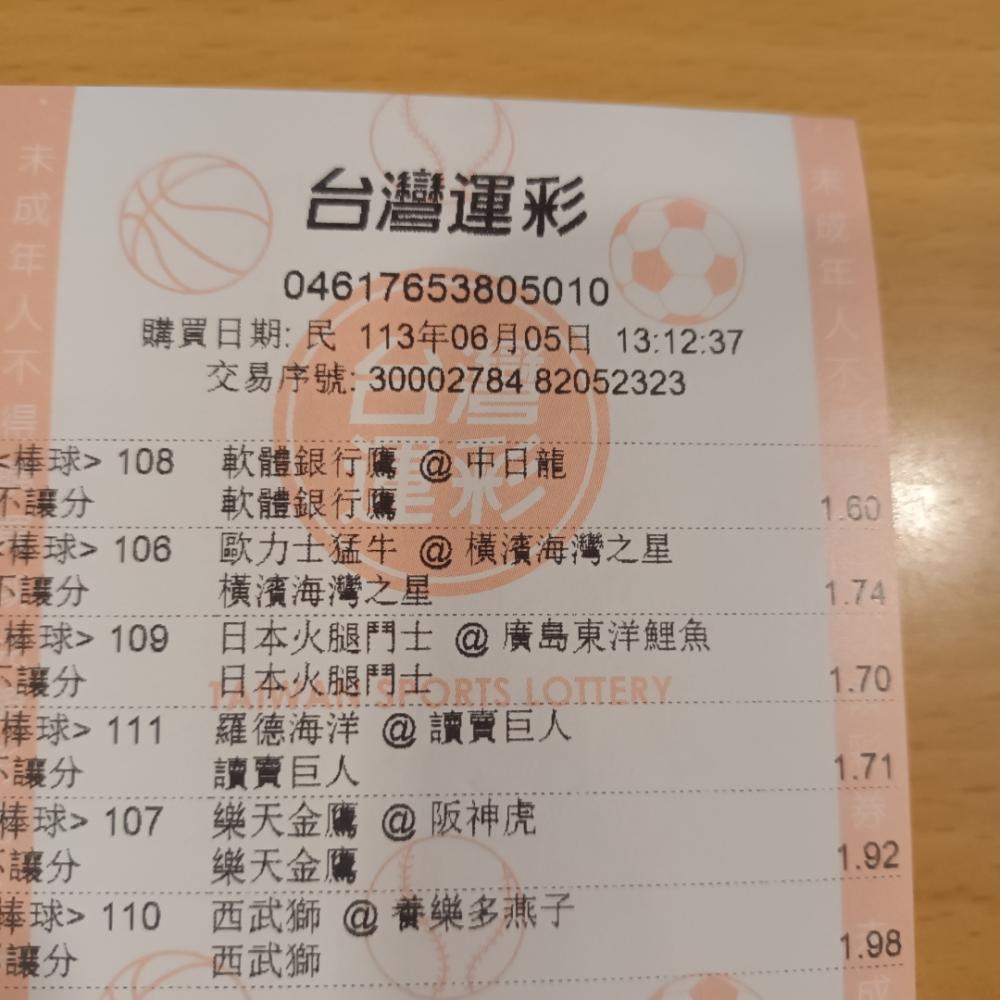 台灣運彩
04617653805010
購買日期: 民 113年06月05日 13:12:37
交易序號: 30002784 82052323
台灣
運彩
<棒球> 108 軟體銀行鷹 @ 中日龍
不讓分 軟體銀行鷹 1.60
<棒球> 106 歐力士猛牛 @ 橫濱海灣之星
不讓分 橫濱海灣之星 1.74
棒球> 109 日本火腿鬥士 @ 廣島東洋鯉魚
不讓分 日本火腿鬥士 1.70
TAIWAN SPORTS LOTTERY
棒球> 111 羅德海洋 @ 讀賣巨人
不讓分 讀賣巨人 1.71
棒球> 107 樂天金鷹 @ 阪神虎
讓分 樂天金鷹 1.92
棒球> 110 西武獅 @ 養樂多燕子
讓分 西武獅 1.98
未成年人不得
未成年人不
券